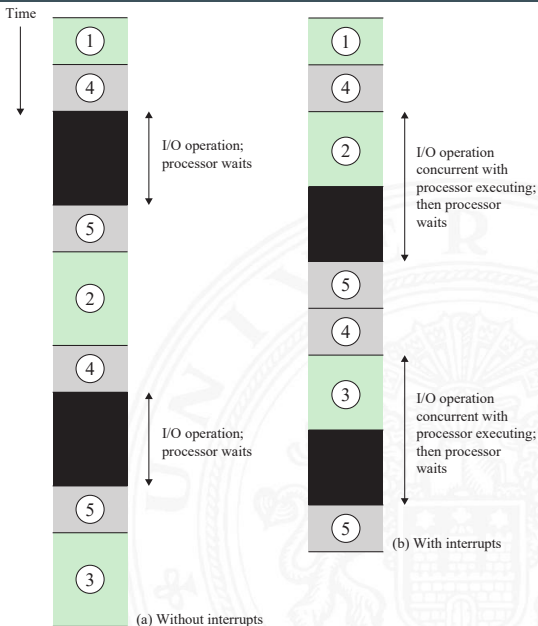 Time
1
4
I/O operation;
processor waits
5
2
4
I/O operation;
processor waits
5
3
(a) Without interrupts
1
4
2
I/O operation
concurrent with
processor executing;
then processor
waits
5
4
3
I/O operation
concurrent with
processor executing;
then processor
waits
5
(b) With interrupts
UNIVER